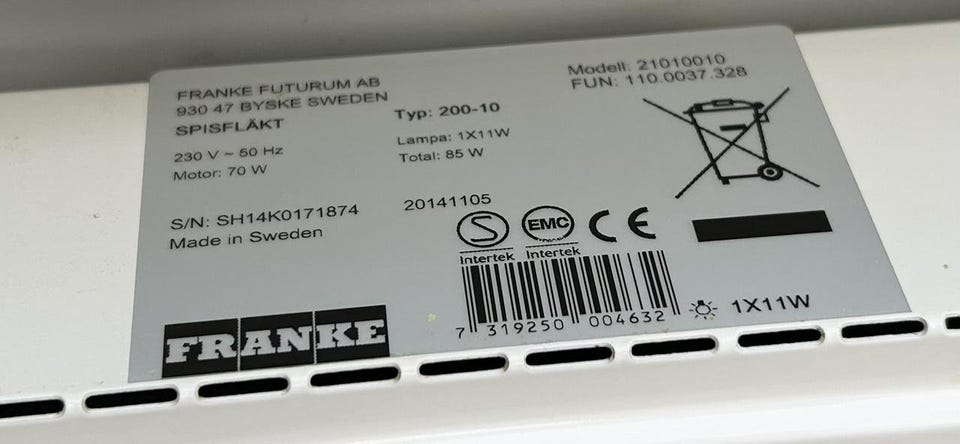 FRANKE FUTURUM AB
930 47 BYSKE SWEDEN
SPISFLÄKT
Typ: 200-10
Modell: 21010010
FUN: 110.0037.328
230 V ~ 50 Hz
Motor: 70 W
Lampa: 1X11W
Total: 85 W
S/N: SH14K0171874
Made in Sweden
20141105
S
Intertek
EMC
Intertek
CE
7 319250 004632
1X11W
FRANKE